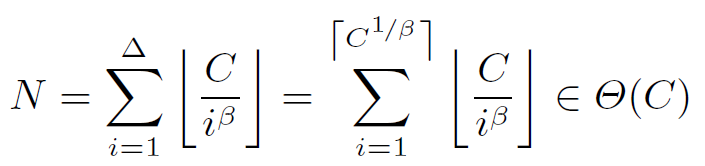 N = \sum_{i=1}^{\Delta} \left\lfloor \frac{C}{i^{\beta}} \right\rfloor = \sum_{i=1}^{\lceil C^{1/\beta} \rceil} \left\lfloor \frac{C}{i^{\beta}} \right\rfloor \in \Theta(C)